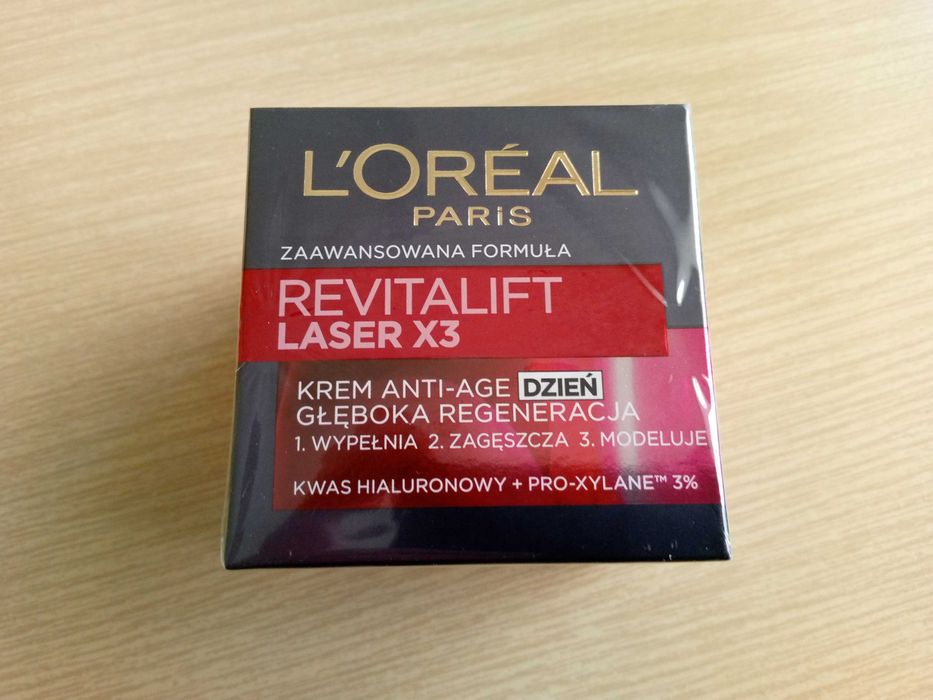 L'ORÉAL
PARiS
ZAAWANSOWANA FORMUŁA
REVITALIFT
LASER X3
KREM ANTI-AGE DZIEŃ
GŁĘBOKA REGENERACJA
1. WYPEŁNIA 2. ZAGĘSZCZA 3. MODELUJE
KWAS HIALURONOWY + PRO-XYLANE™ 3%